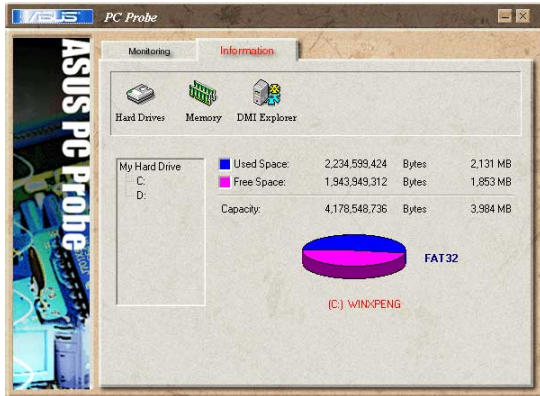 ASUS PC Probe
ASUS PC Probe
Monitoring Information
Hard Drives Memory DMI Explorer
My Hard Drive
C:
D:
Used Space: 2,234,599,424 Bytes 2,131 MB
Free Space: 1,943,949,312 Bytes 1,853 MB
Capacity: 4,178,548,736 Bytes 3,984 MB
FAT32
(C:) WINXPENG